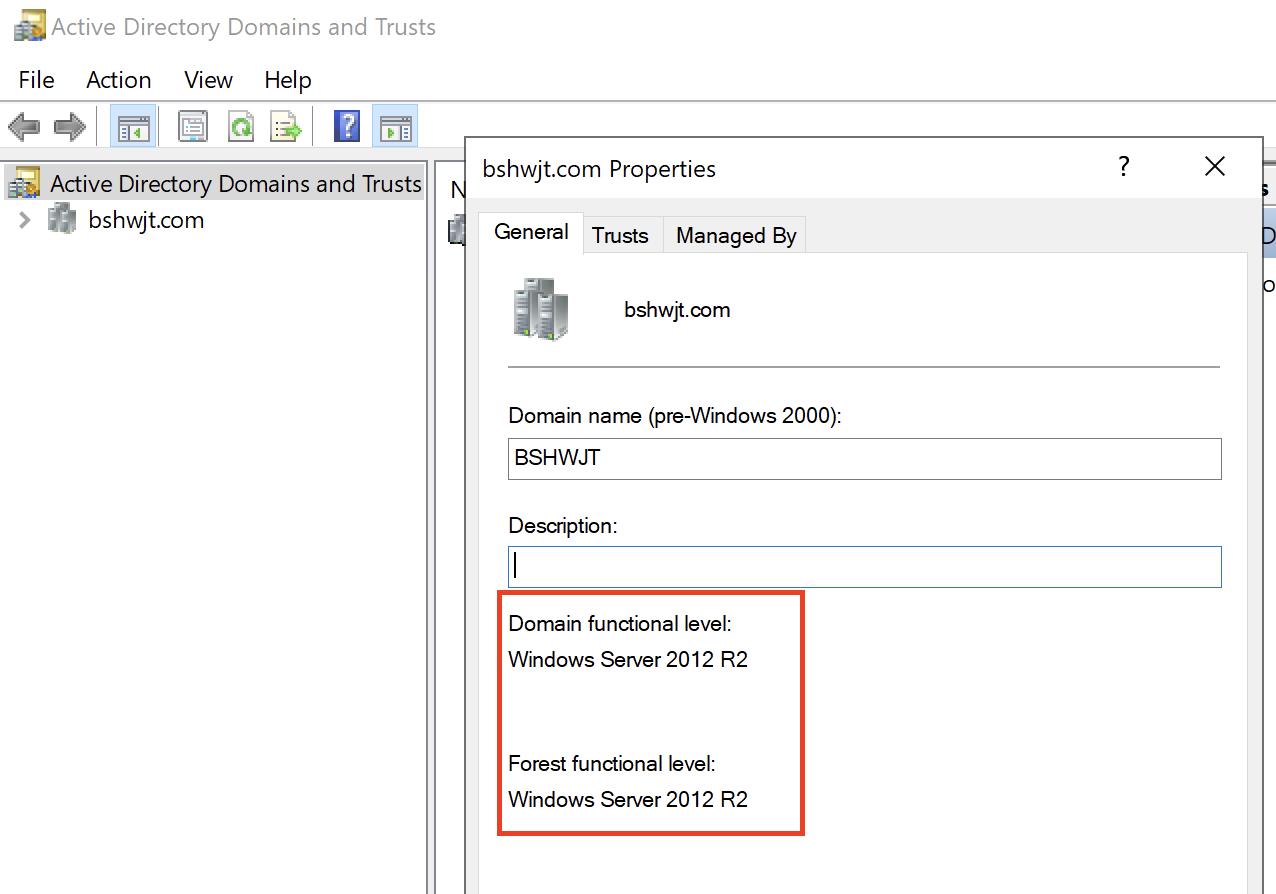 Active Directory Domains and Trusts
File Action View Help
Active Directory Domains and Trusts
bshwjt.com
bshwjt.com Properties
?
General Trusts Managed By
bshwjt.com
Domain name (pre-Windows 2000):
BSHWJT
Description:
Domain functional level:
Windows Server 2012 R2
Forest functional level:
Windows Server 2012 R2